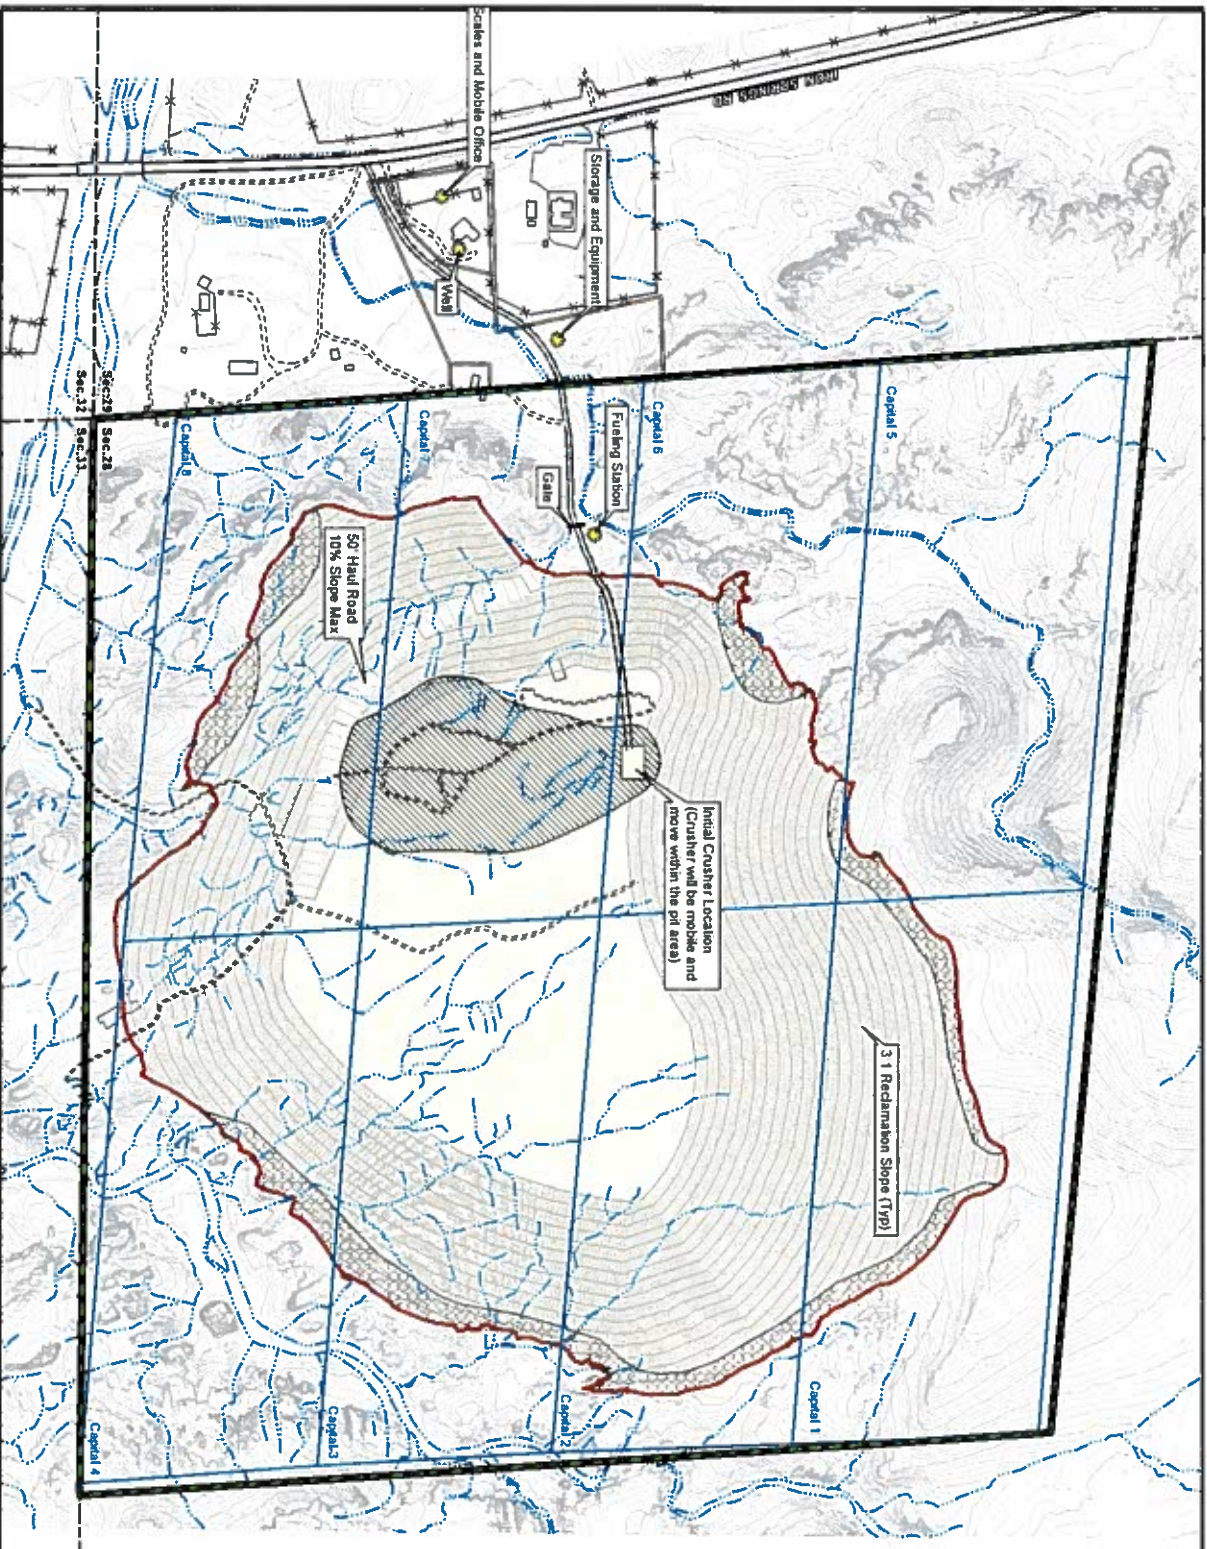 IRON SPRINGS RD
Scales and Mobile Office
Storage and Equipment
Well
Sec.29
Sec.32
Sec.28
Sec.33
Capital 5
Capital 6
Capital 7
Capital 8
Fueling Station
Gate
50' Haul Road
10% Slope Max
Initial Crusher Location
(Crusher will be mobile and
move within the pit area)
3:1 Reclamation Slope (Typ)
Capital 1
Capital 2
Capital 3
Capital 4